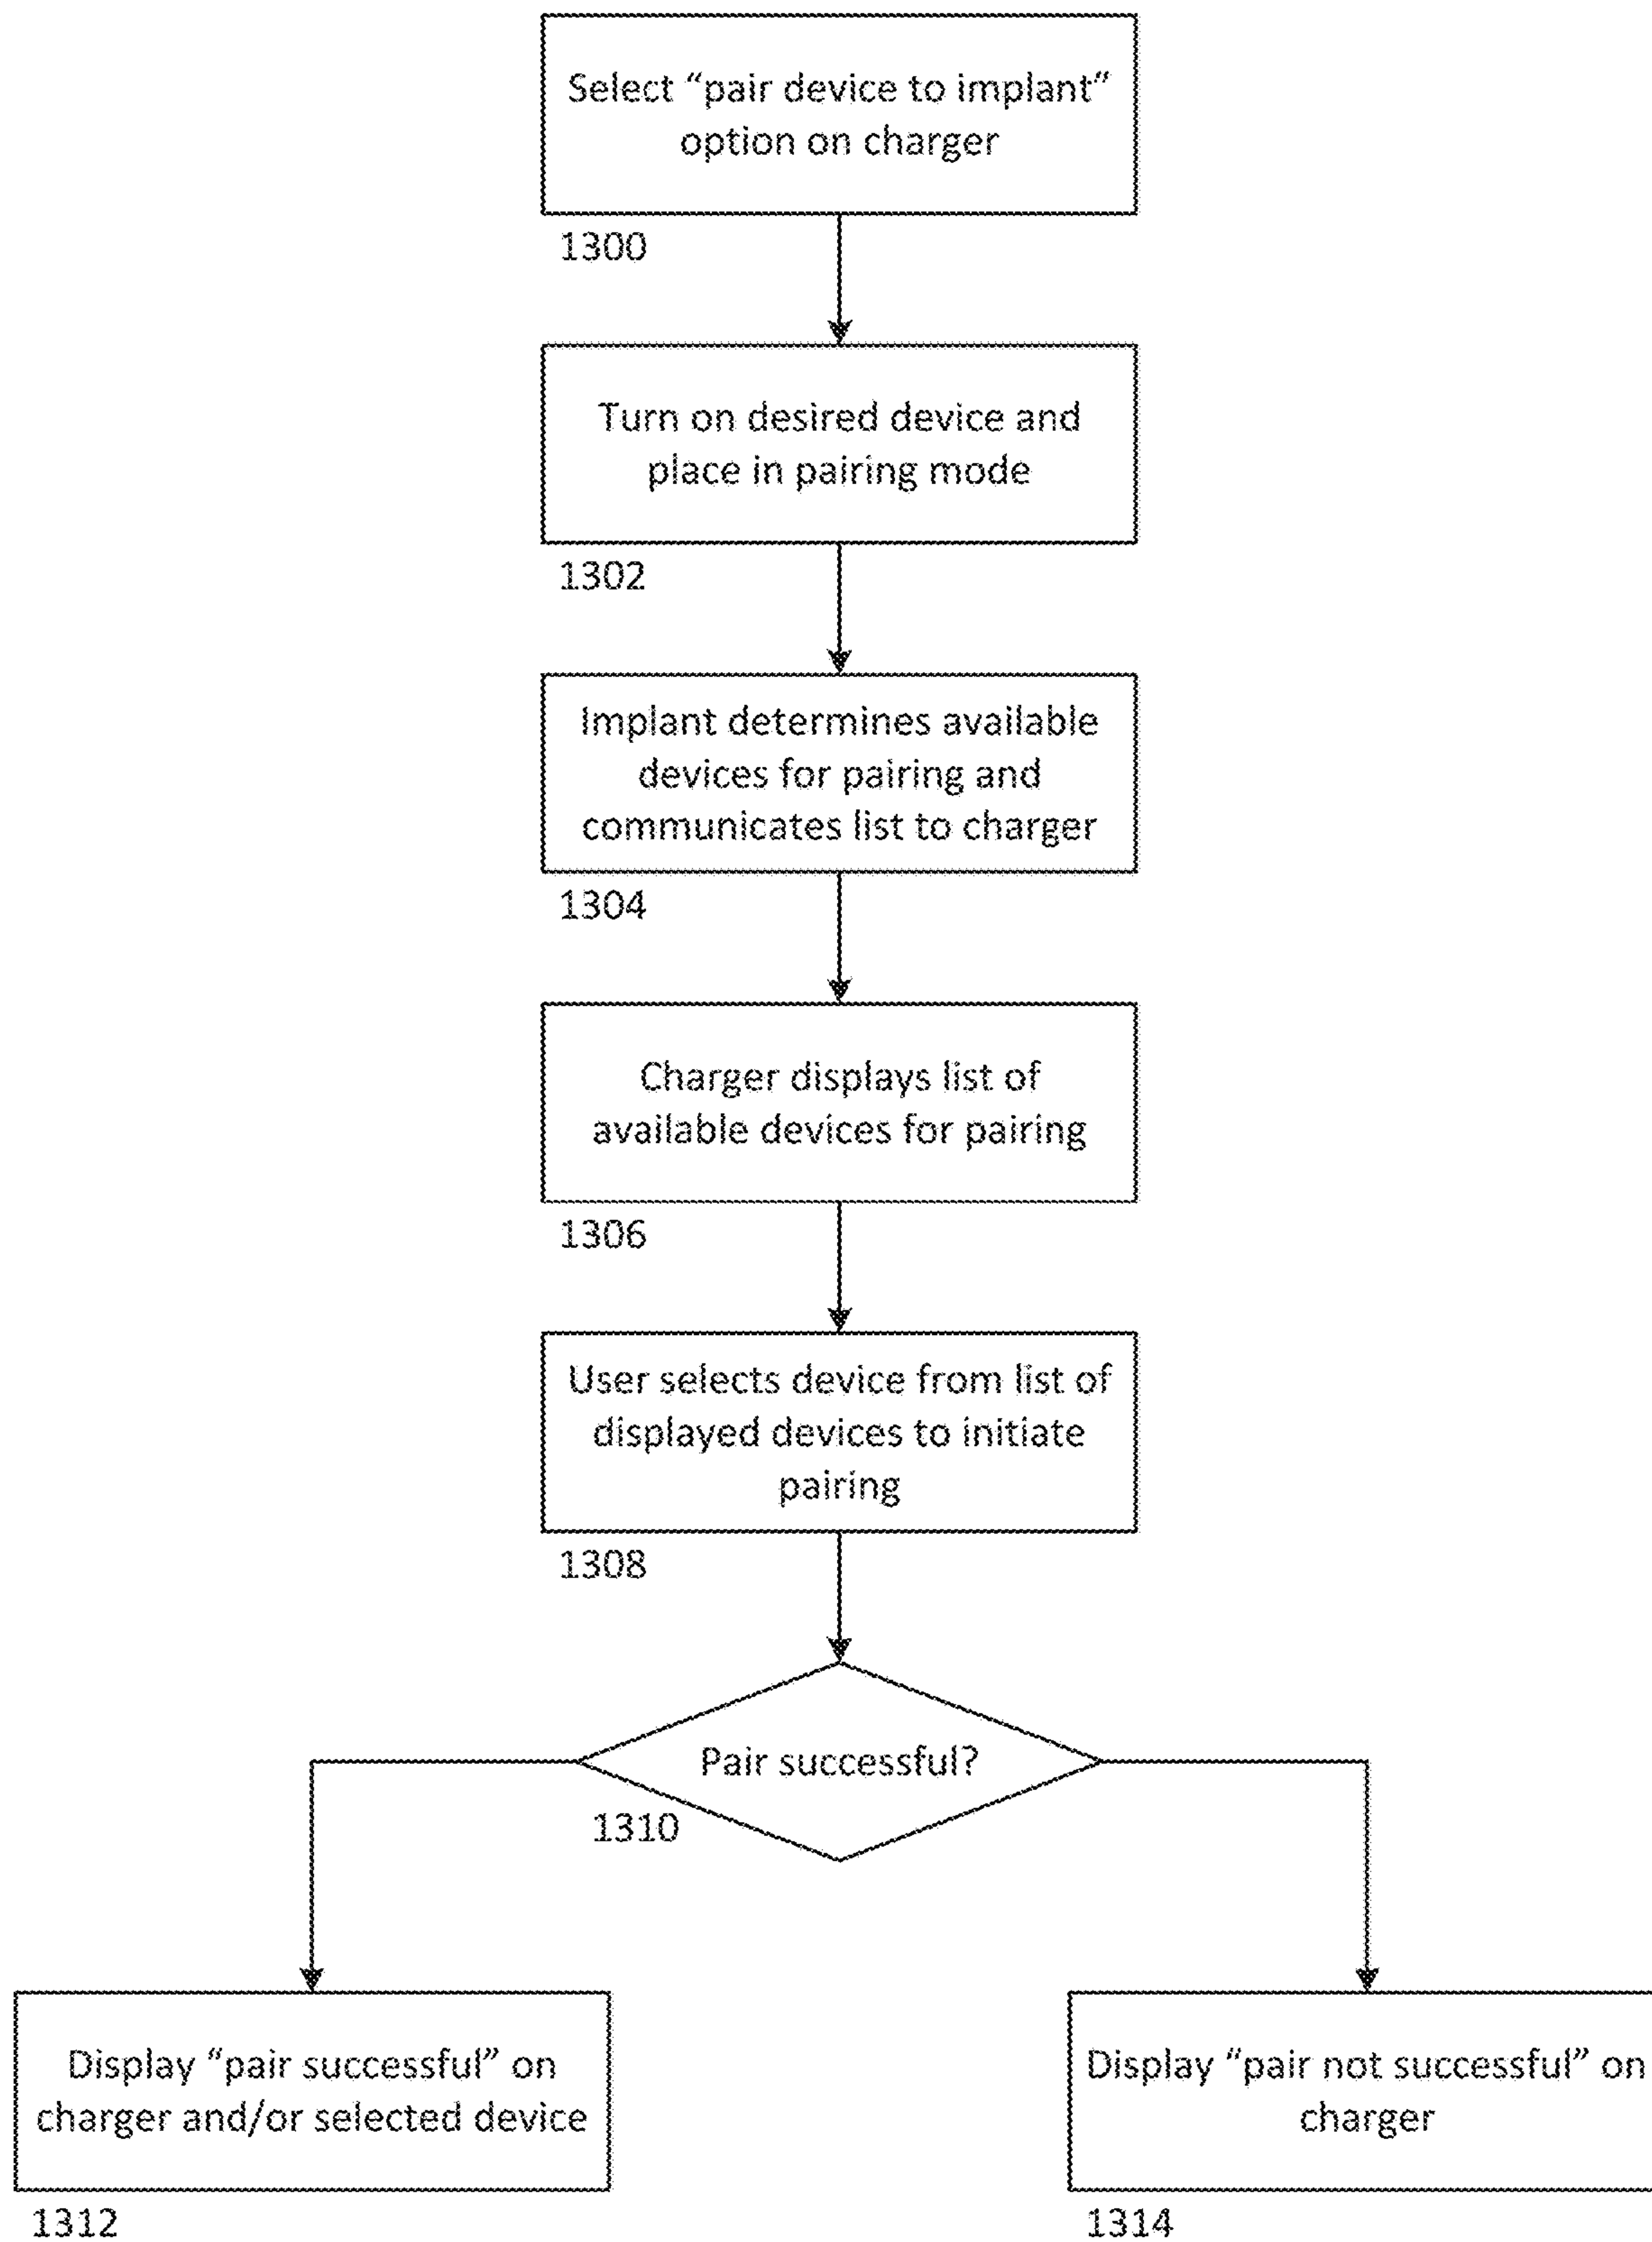 Select “pair device to implant“
option on charger
1300
Turn on desired device and
place in pairing mode
1302
Implant determines available
devices for pairing and
communicates list to charger
1304
Charger displays list of
available devices for pairing
1306
User selects device from list of
displayed devices to initiate
pairing
1308
Pair successful?
1310
Display “pair successful” on
charger and/or selected device
1312
Display “pair not successful” on
charger
1314